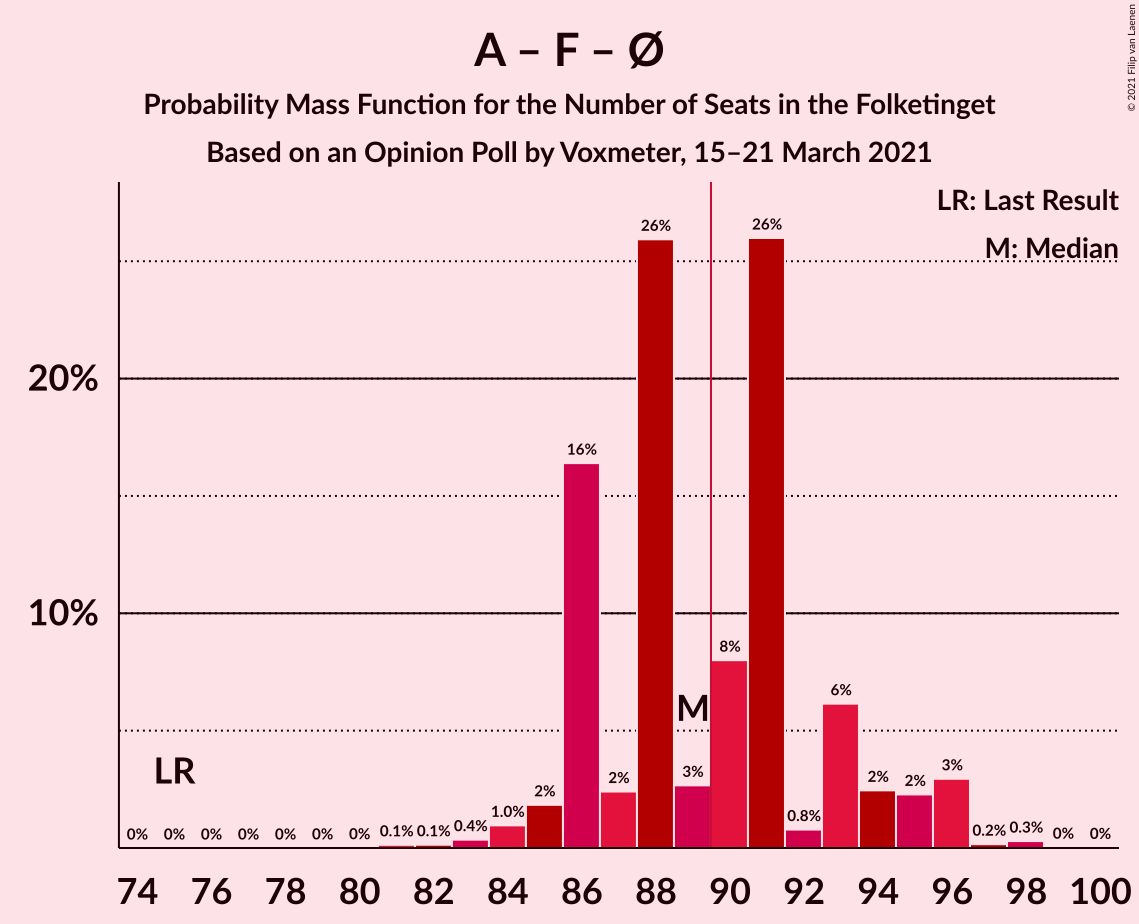 A – F – Ø
Probability Mass Function for the Number of Seats in the Folketinget
Based on an Opinion Poll by Voxmeter, 15–21 March 2021
© 2021 Filip van Laenen
LR: Last Result
M: Median
26% 26%
20%
16%
10%
8%
6%
M
LR
0% 0% 0% 0% 0% 0% 0% 0.1% 0.1% 0.4% 1.0% 2% 2% 3% 0.8% 2% 2% 3% 0.2% 0.3% 0% 0%
74 76 78 80 82 84 86 88 90 92 94 96 98 100